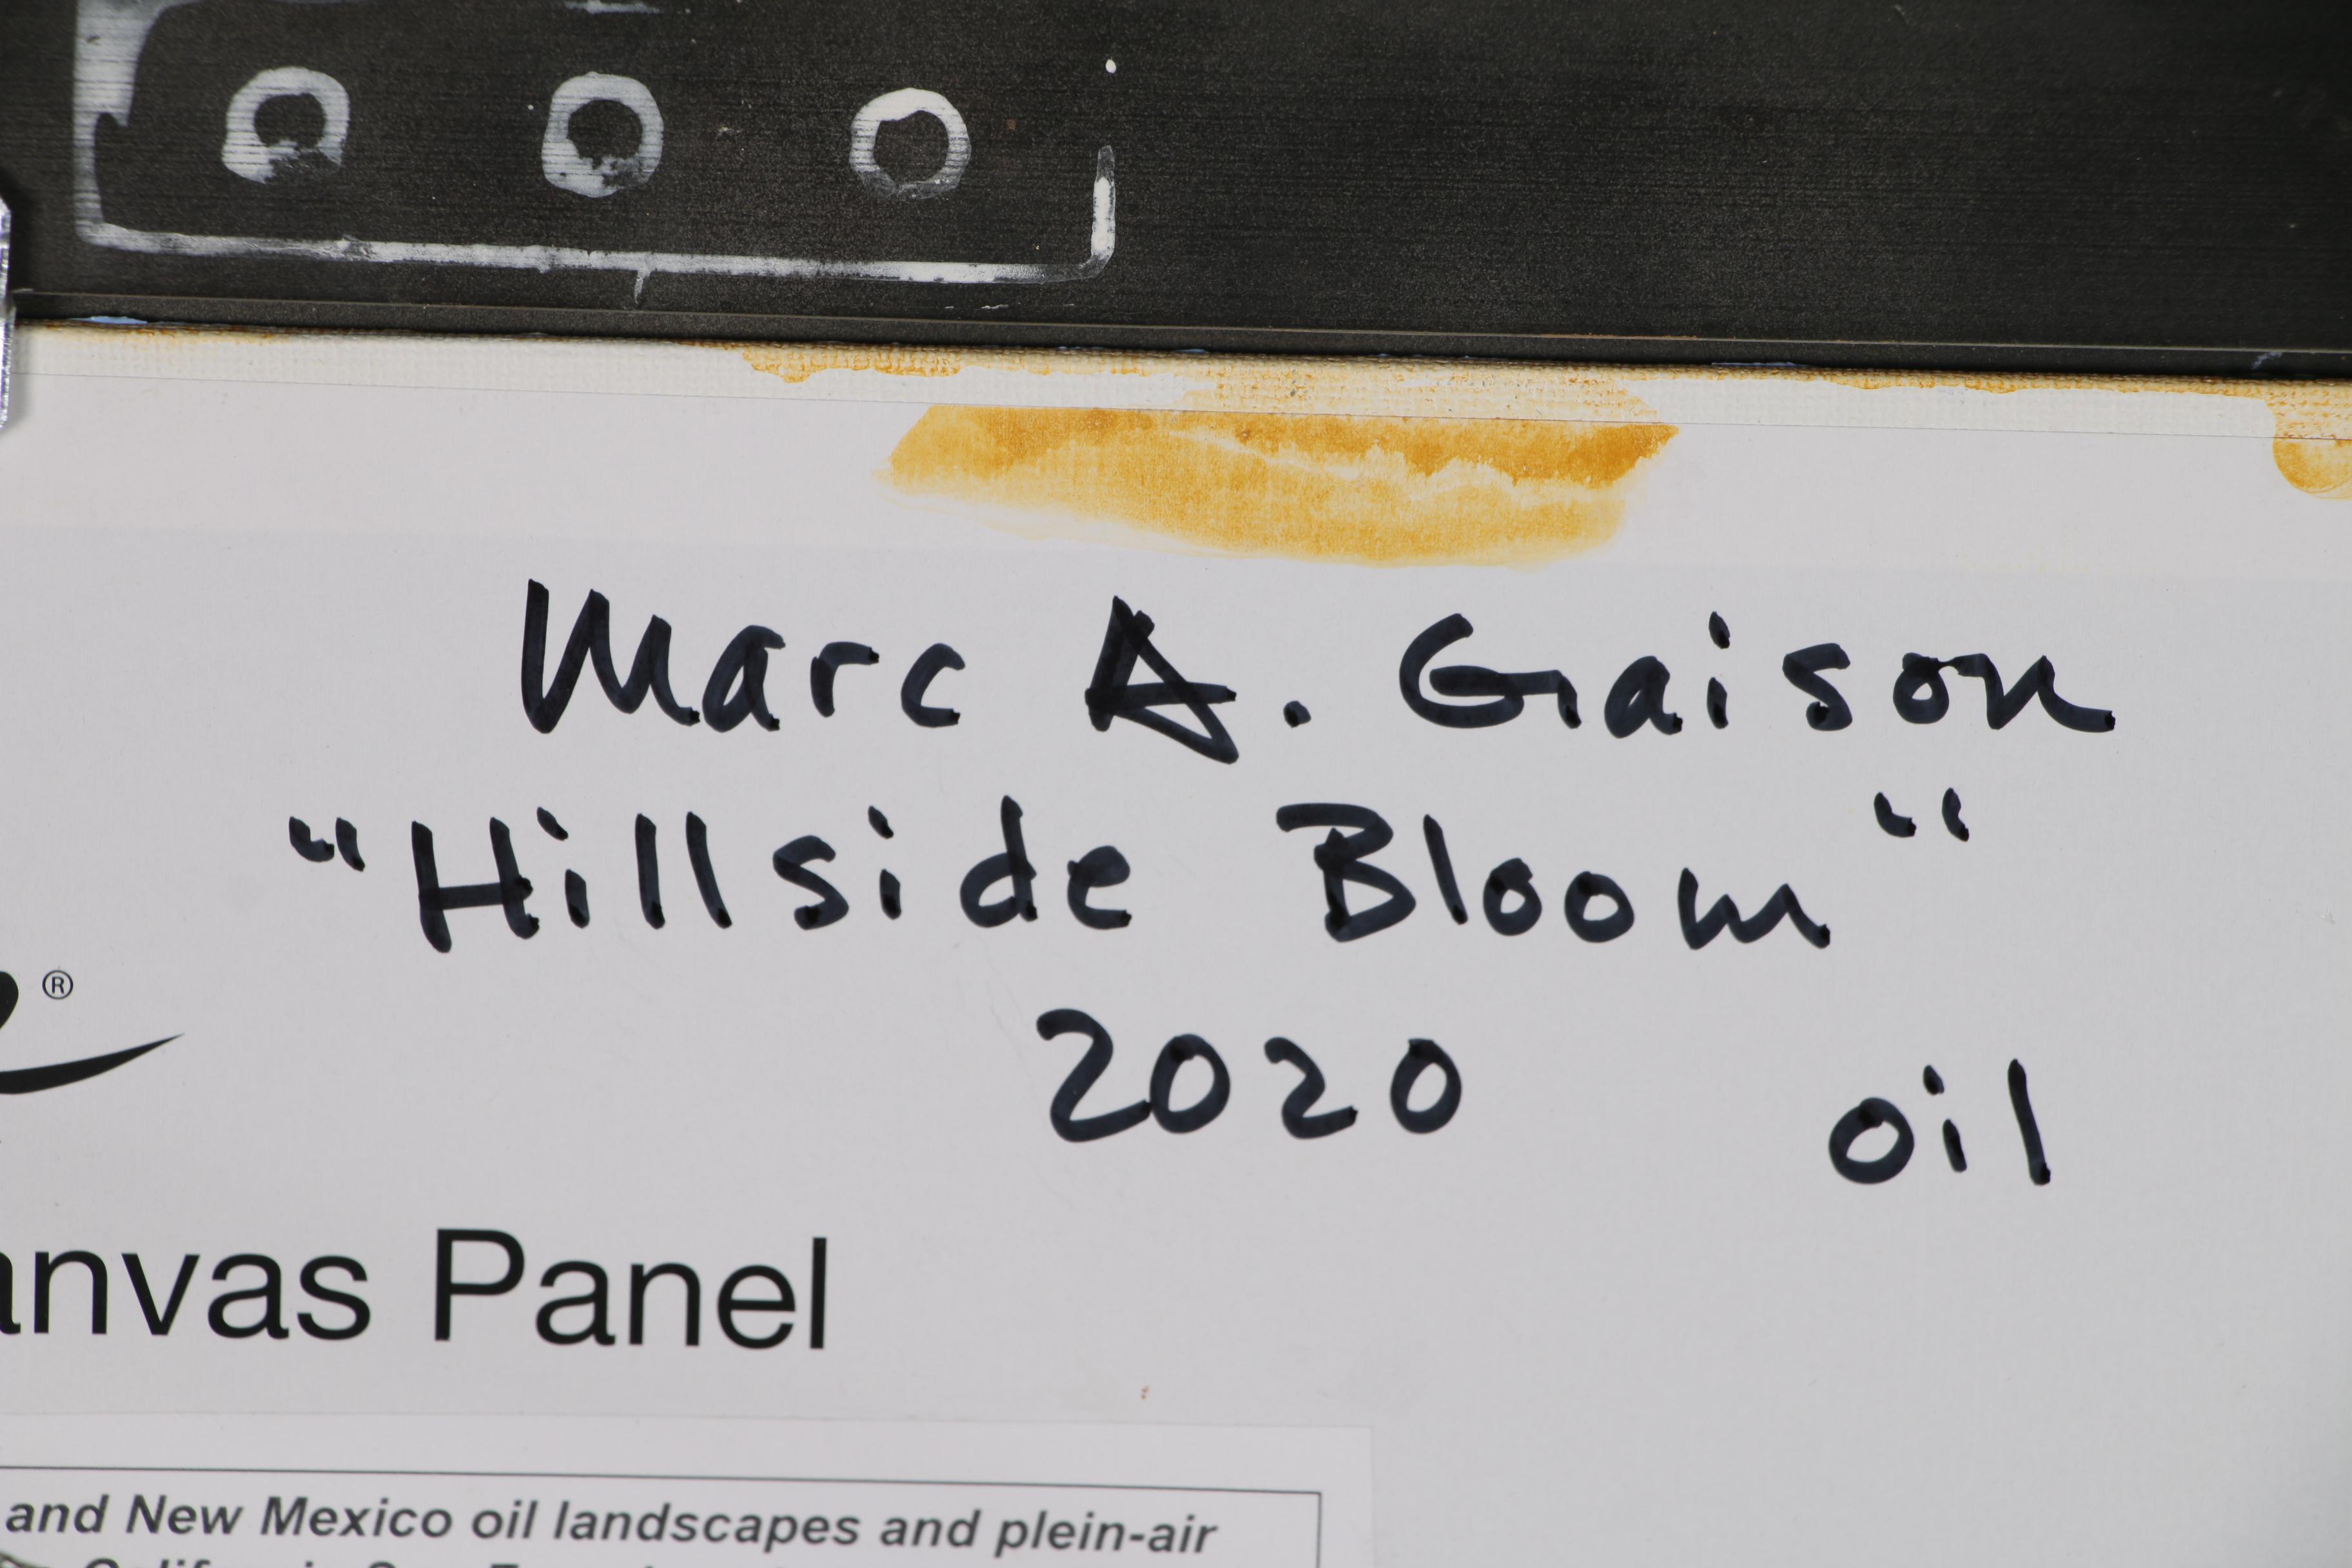 Marc A. Gaison
"Hillside Bloom"
2020 oil
®
anvas Panel
and New Mexico oil landscapes and plein-air